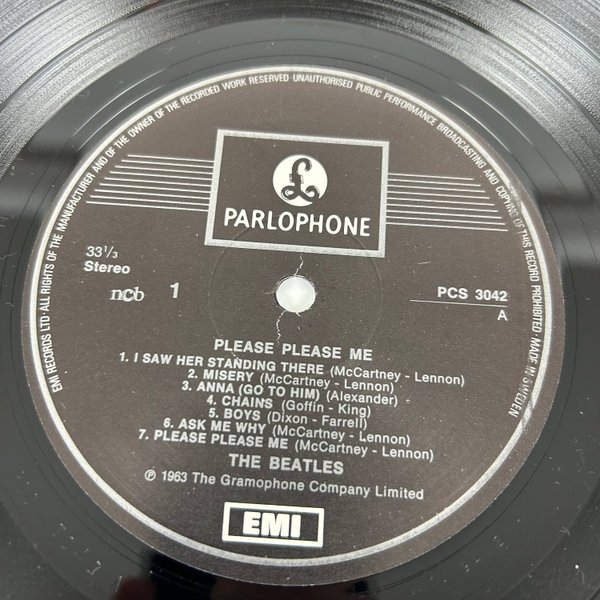 EMI RECORDS LTD·ALL RIGHTS OF THE MANUFACTURER AND OF THE OWNER OF THE RECORDED WORK RESERVED·UNAUTHORISED PUBLIC PERFORMANCE BROADCASTING AND COPYING OF THIS RECORD PROHIBITED·MADE IN SWEDEN
£
PARLOPHONE
33⅓
Stereo
ncb 1
PCS 3042
A
PLEASE PLEASE ME
1. I SAW HER STANDING THERE (McCartney - Lennon)
2. MISERY (McCartney - Lennon)
3. ANNA (GO TO HIM) (Alexander)
4. CHAINS (Goffin - King)
5. BOYS (Dixon - Farrell)
6. ASK ME WHY (McCartney - Lennon)
7. PLEASE PLEASE ME (McCartney - Lennon)
THE BEATLES
℗ 1963 The Gramophone Company Limited
EMI